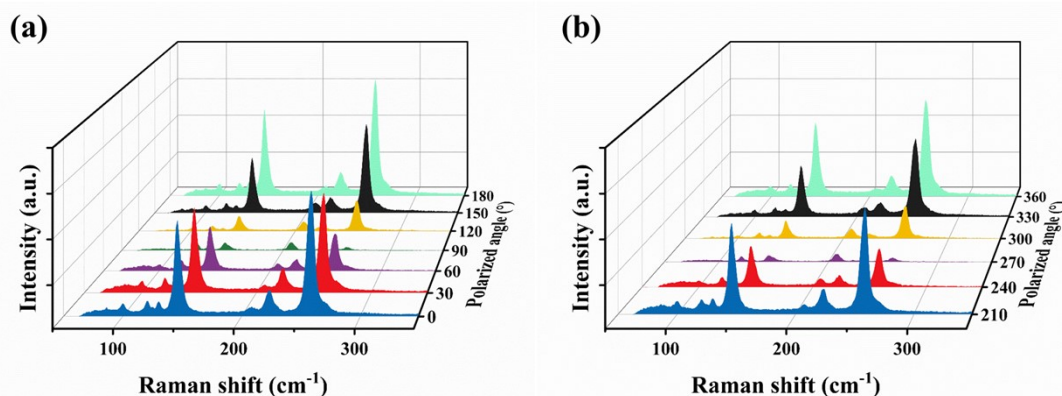 (a)
Intensity (a.u.)
180
150
120
90
60
30
0
Polarized angle (°)
100
200
300
Raman shift (cm⁻¹)
(b)
Intensity (a.u.)
360
330
300
270
240
210
Polarized angle (°)
100
200
300
Raman shift (cm⁻¹)